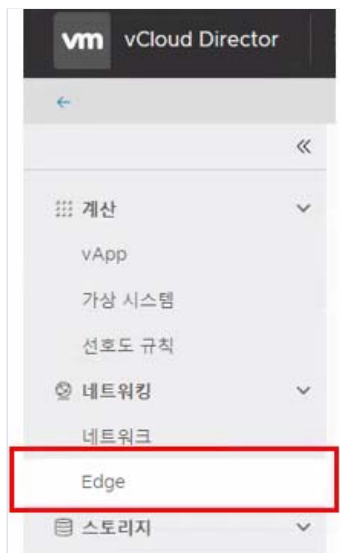 vm vCloud Director
계산
vApp
가상 시스템
선호도 규칙
네트워킹
네트워크
Edge
스토리지